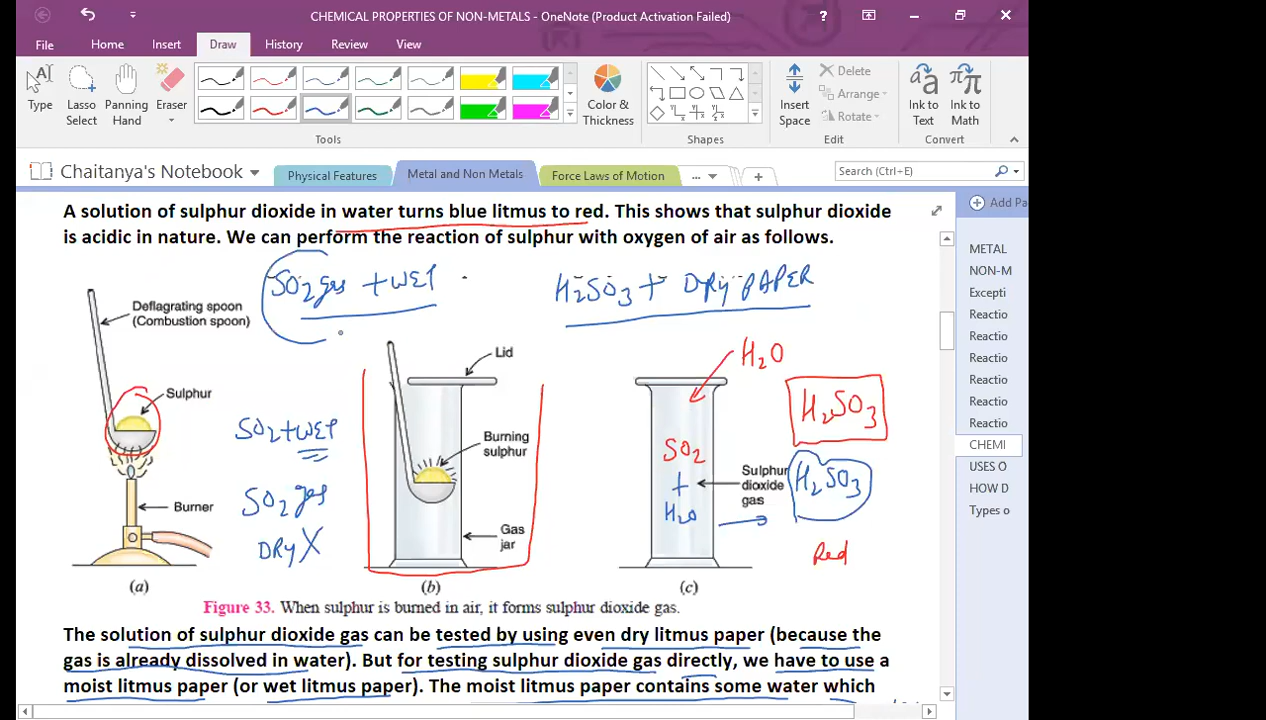 CHEMICAL PROPERTIES OF NON-METALS - OneNote (Product Activation Failed)
?
File Home Insert Draw History Review View
Type
Lasso Select
Panning Hand
Eraser
Color & Thickness
Insert Space
Delete
Arrange
Rotate
Ink to Text
Ink to Math
Tools
Shapes
Edit
Convert
Chaitanya's Notebook
Physical Features
Metal and Non Metals
Force Laws of Motion
...
+
Search (Ctrl+E)
Add Pa
METAL
NON-M
Excepti
Reactio
Reactio
Reactio
Reactio
Reactio
Reactio
CHEMI
USES O
HOW D
Types o
A solution of sulphur dioxide in water turns blue litmus to red. This shows that sulphur dioxide
is acidic in nature. We can perform the reaction of sulphur with oxygen of air as follows.
SO2 gas + WET
H2SO3 + DRY PAPER
Deflagrating spoon
(Combustion spoon)
Sulphur
Burner
(a)
SO2 + WET
SO2 gas
DRY X
Lid
Burning
sulphur
Gas
jar
(b)
H2O
SO2
+
H2O
Sulphur
dioxide
gas
(c)
H2SO3
H2SO3
Red
Figure 33. When sulphur is burned in air, it forms sulphur dioxide gas.
The solution of sulphur dioxide gas can be tested by using even dry litmus paper (because the
gas is already dissolved in water). But for testing sulphur dioxide gas directly, we have to use a
moist litmus paper (or wet litmus paper). The moist litmus paper contains some water which